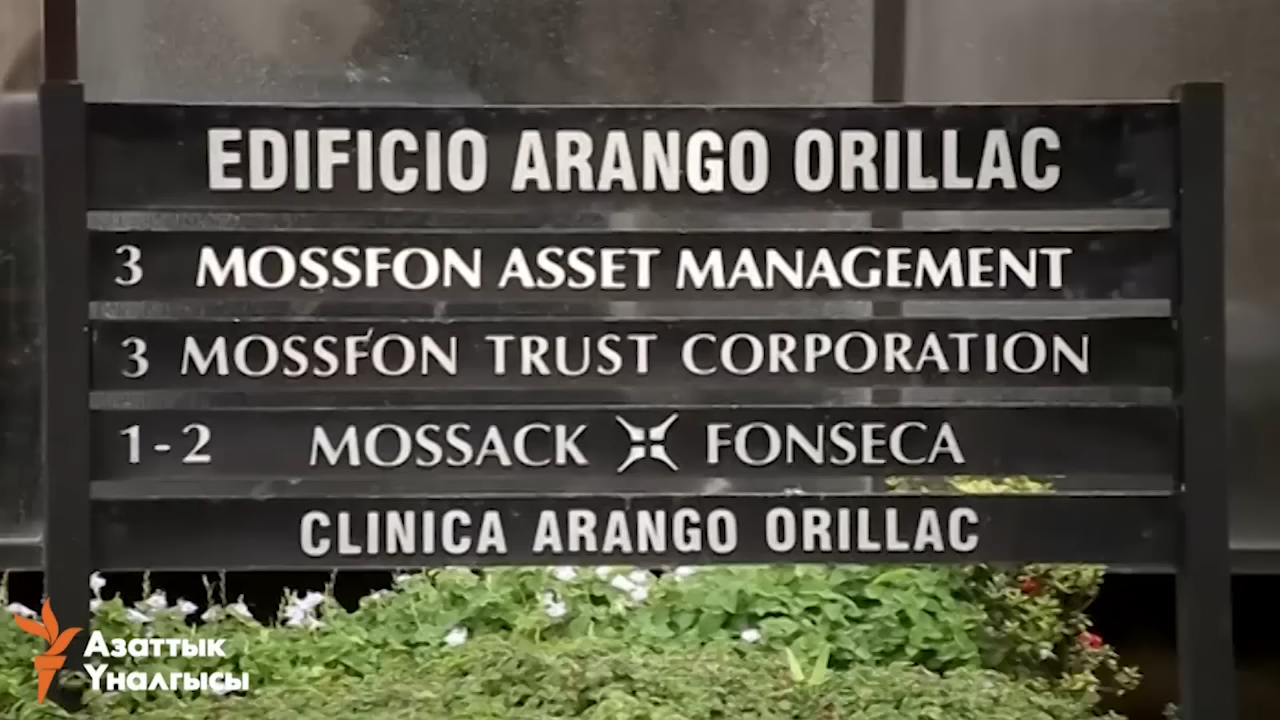 EDIFICIO ARANGO ORILLAC
3 MOSSFON ASSET MANAGEMENT
3 MOSSFON TRUST CORPORATION
1-2 MOSSACK FONSECA
CLINICA ARANGO ORILLAC
Азаттык
Үналгысы